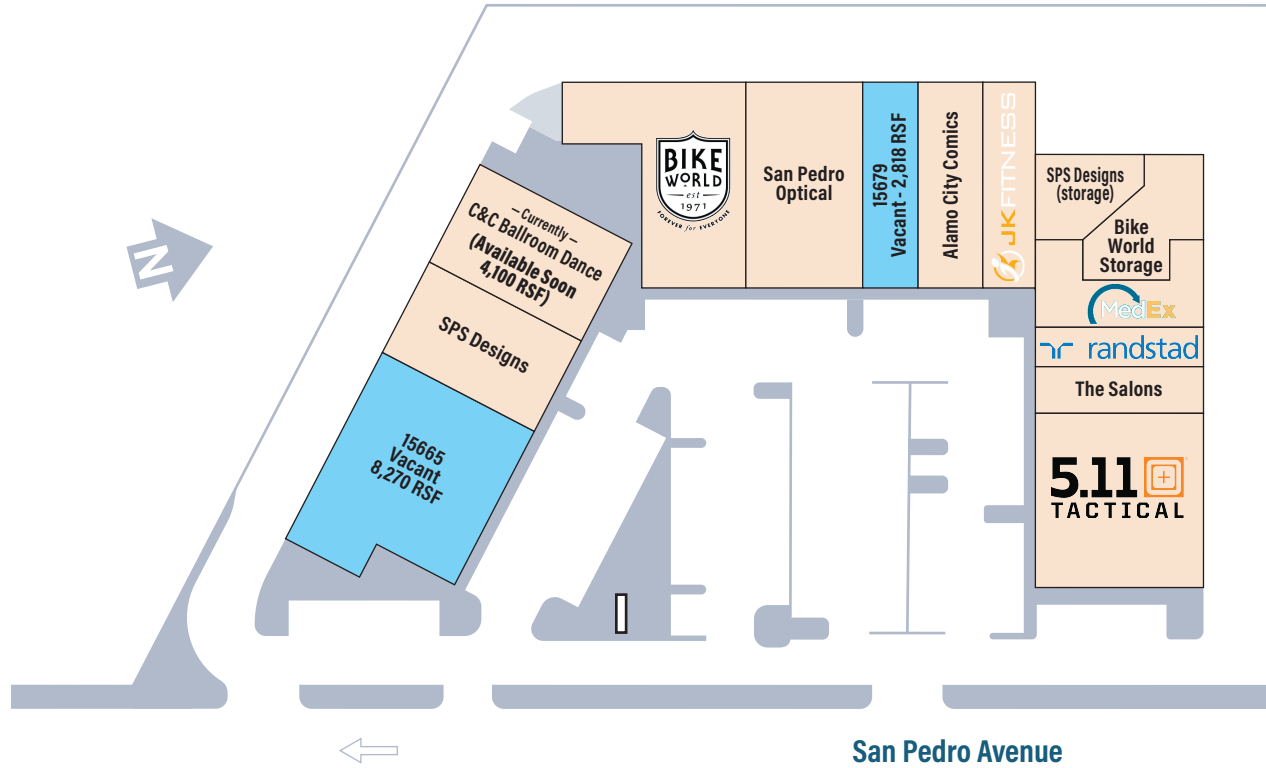 N
– Currently –
C&C Ballroom Dance
(Available Soon
4,100 RSF)
SPS Designs
15665
Vacant
8,270 RSF
BIKE
WORLD
est
1971
FOREVER for EVERYONE
San Pedro
Optical
15679
Vacant - 2,818 RSF
Alamo City Comics
JKFITNESS
SPS Designs
(storage)
Bike
World
Storage
MedEx
randstad
The Salons
5.11
TACTICAL
San Pedro Avenue